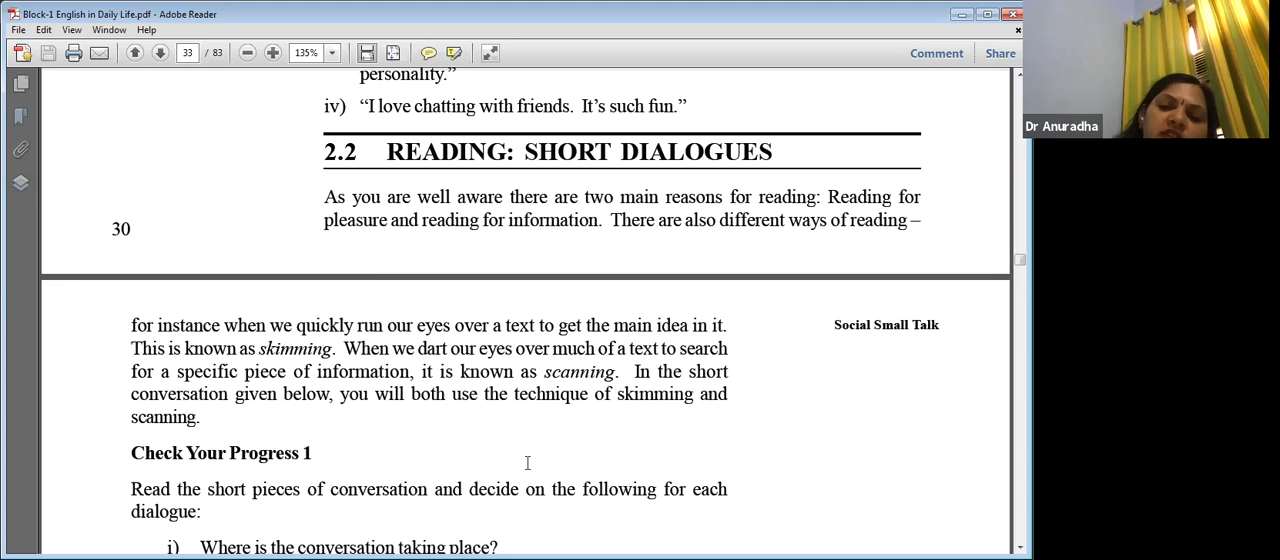 Block-1 English in Daily Life.pdf - Adobe Reader
File Edit View Window Help
33 / 83
135%
Comment Share
personality.”
iv) “I love chatting with friends. It’s such fun.”
2.2 READING: SHORT DIALOGUES
As you are well aware there are two main reasons for reading: Reading for
pleasure and reading for information. There are also different ways of reading –
30
for instance when we quickly run our eyes over a text to get the main idea in it.
Social Small Talk
This is known as skimming. When we dart our eyes over much of a text to search
for a specific piece of information, it is known as scanning. In the short
conversation given below, you will both use the technique of skimming and
scanning.
Check Your Progress 1
Read the short pieces of conversation and decide on the following for each
dialogue:
i) Where is the conversation taking place?
Dr Anuradha